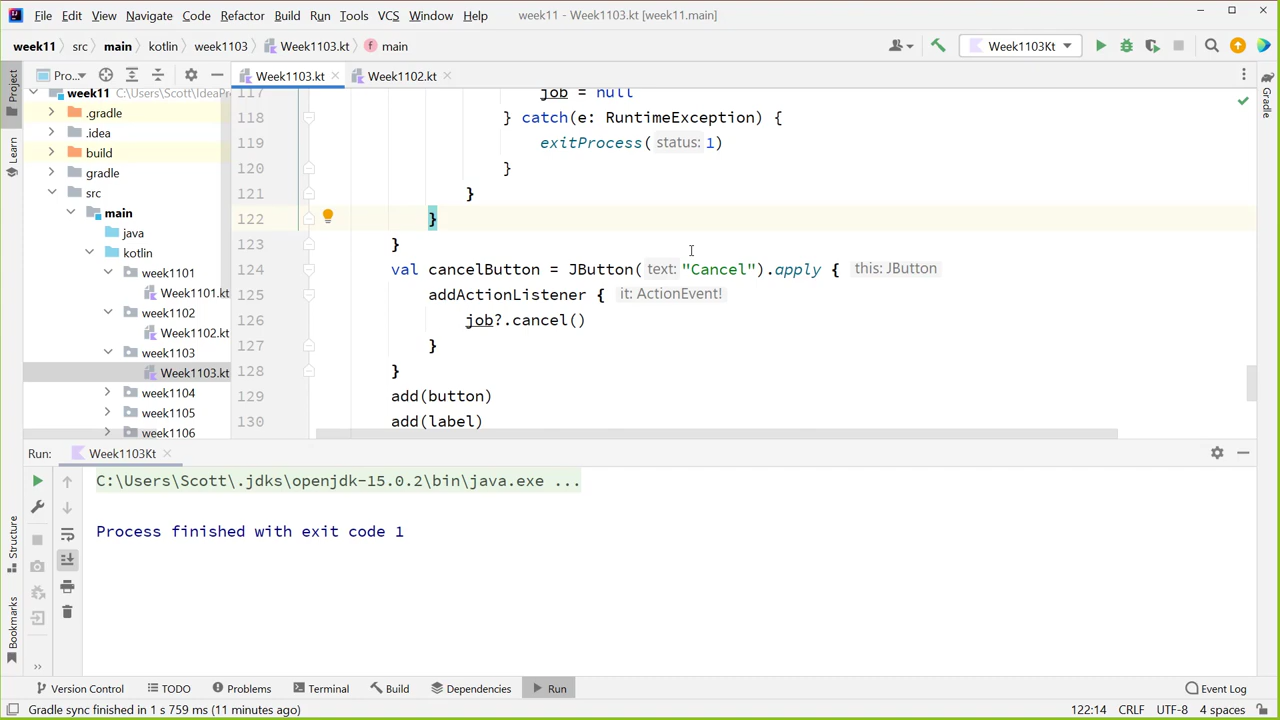 File Edit View Navigate Code Refactor Build Run Tools VCS Window Help week11 - Week1103.kt [week11.main]
week11 src main kotlin week1103 Week1103.kt main Week1103Kt
Pro... Week1103.kt Week1102.kt
Project
Learn
Structure
Bookmarks
Gradle
week11 C:\Users\Scott\IdeaPro
.gradle
.idea
build
gradle
src
main
java
kotlin
week1101
Week1101.kt
week1102
Week1102.kt
week1103
Week1103.kt
week1104
week1105
week1106
117 job = null
118 } catch(e: RuntimeException) {
119 exitProcess( status: 1)
120 }
121 }
122 }
123 }
124 val cancelButton = JButton( text: "Cancel").apply { this: JButton
125 addActionListener { it: ActionEvent!
126 job?.cancel()
127 }
128 }
129 add(button)
130 add(label)
Run: Week1103Kt
C:\Users\Scott\.jdks\openjdk-15.0.2\bin\java.exe ...
Process finished with exit code 1
Version Control TODO Problems Terminal Build Dependencies Run Event Log
Gradle sync finished in 1 s 759 ms (11 minutes ago) 122:14 CRLF UTF-8 4 spaces